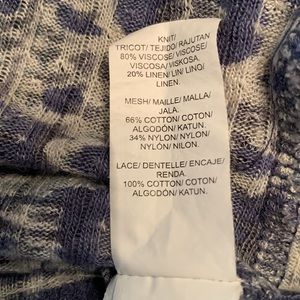 KNIT/
TRICOT/ TEJIDO/ RAJUTAN
80% VISCOSE/ VISCOSE/
VISCOSA/ VISKOSA.
20% LINEN/ LIN/ LINO/
LINEN.
MESH/ MAILLE/ MALLA/
JALA.
66% COTTON/ COTON/
ALGODÓN/ KATUN.
34% NYLON/ NYLON/
NYLÓN/ NILON.
LACE/ DENTELLE/ ENCAJE/
RENDA.
100% COTTON/ COTON/
ALGODÓN/ KATUN.